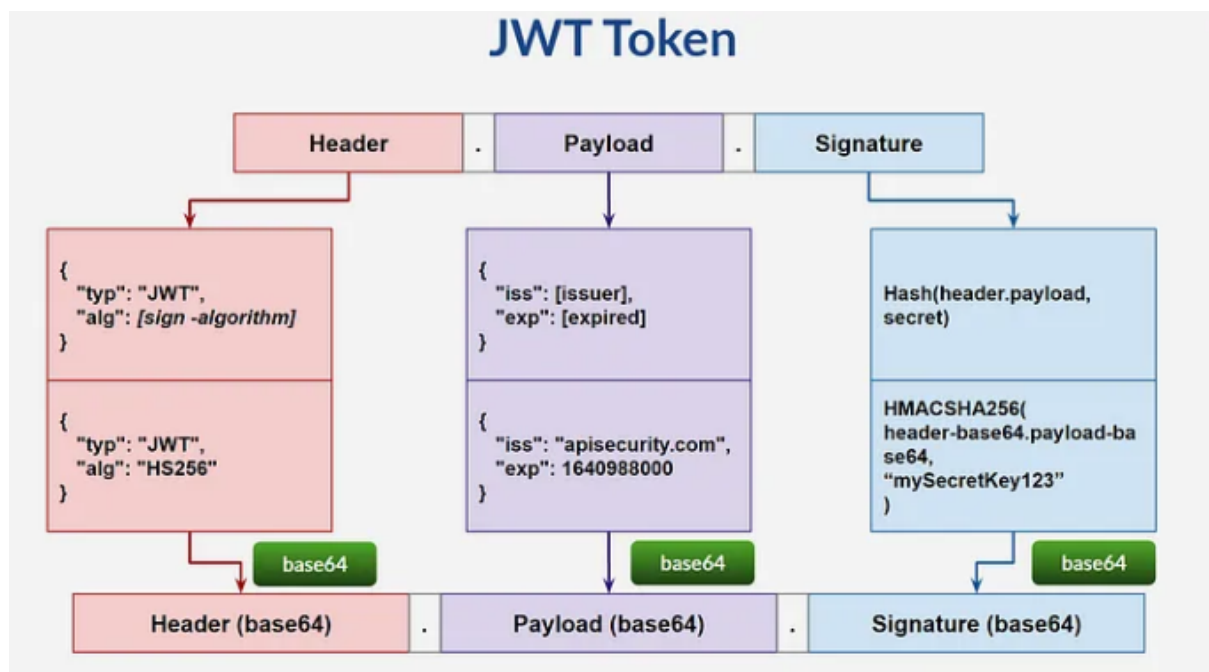 JWT Token
Header . Payload . Signature
{
"typ": "JWT",
"alg": [sign -algorithm]
}
{
"iss": [issuer],
"exp": [expired]
}
Hash(header.payload,
secret)
{
"typ": "JWT",
"alg": "HS256"
}
{
"iss": "apisecurity.com",
"exp": 1640988000
}
HMACSHA256(
header-base64.payload-ba
se64,
“mySecretKey123”
)
base64
base64
base64
Header (base64) . Payload (base64) . Signature (base64)